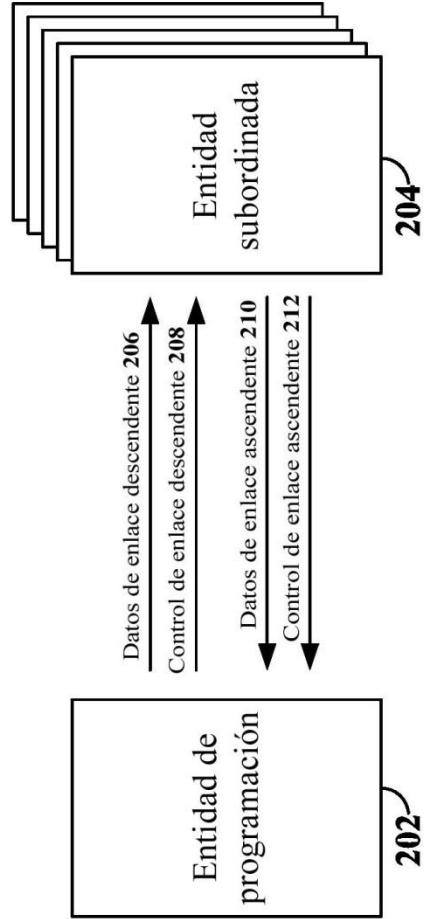 Entidad de
programación
202
Datos de enlace descendente 206
Control de enlace descendente 208
Datos de enlace ascendente 210
Control de enlace ascendente 212
Entidad
subordinada
204